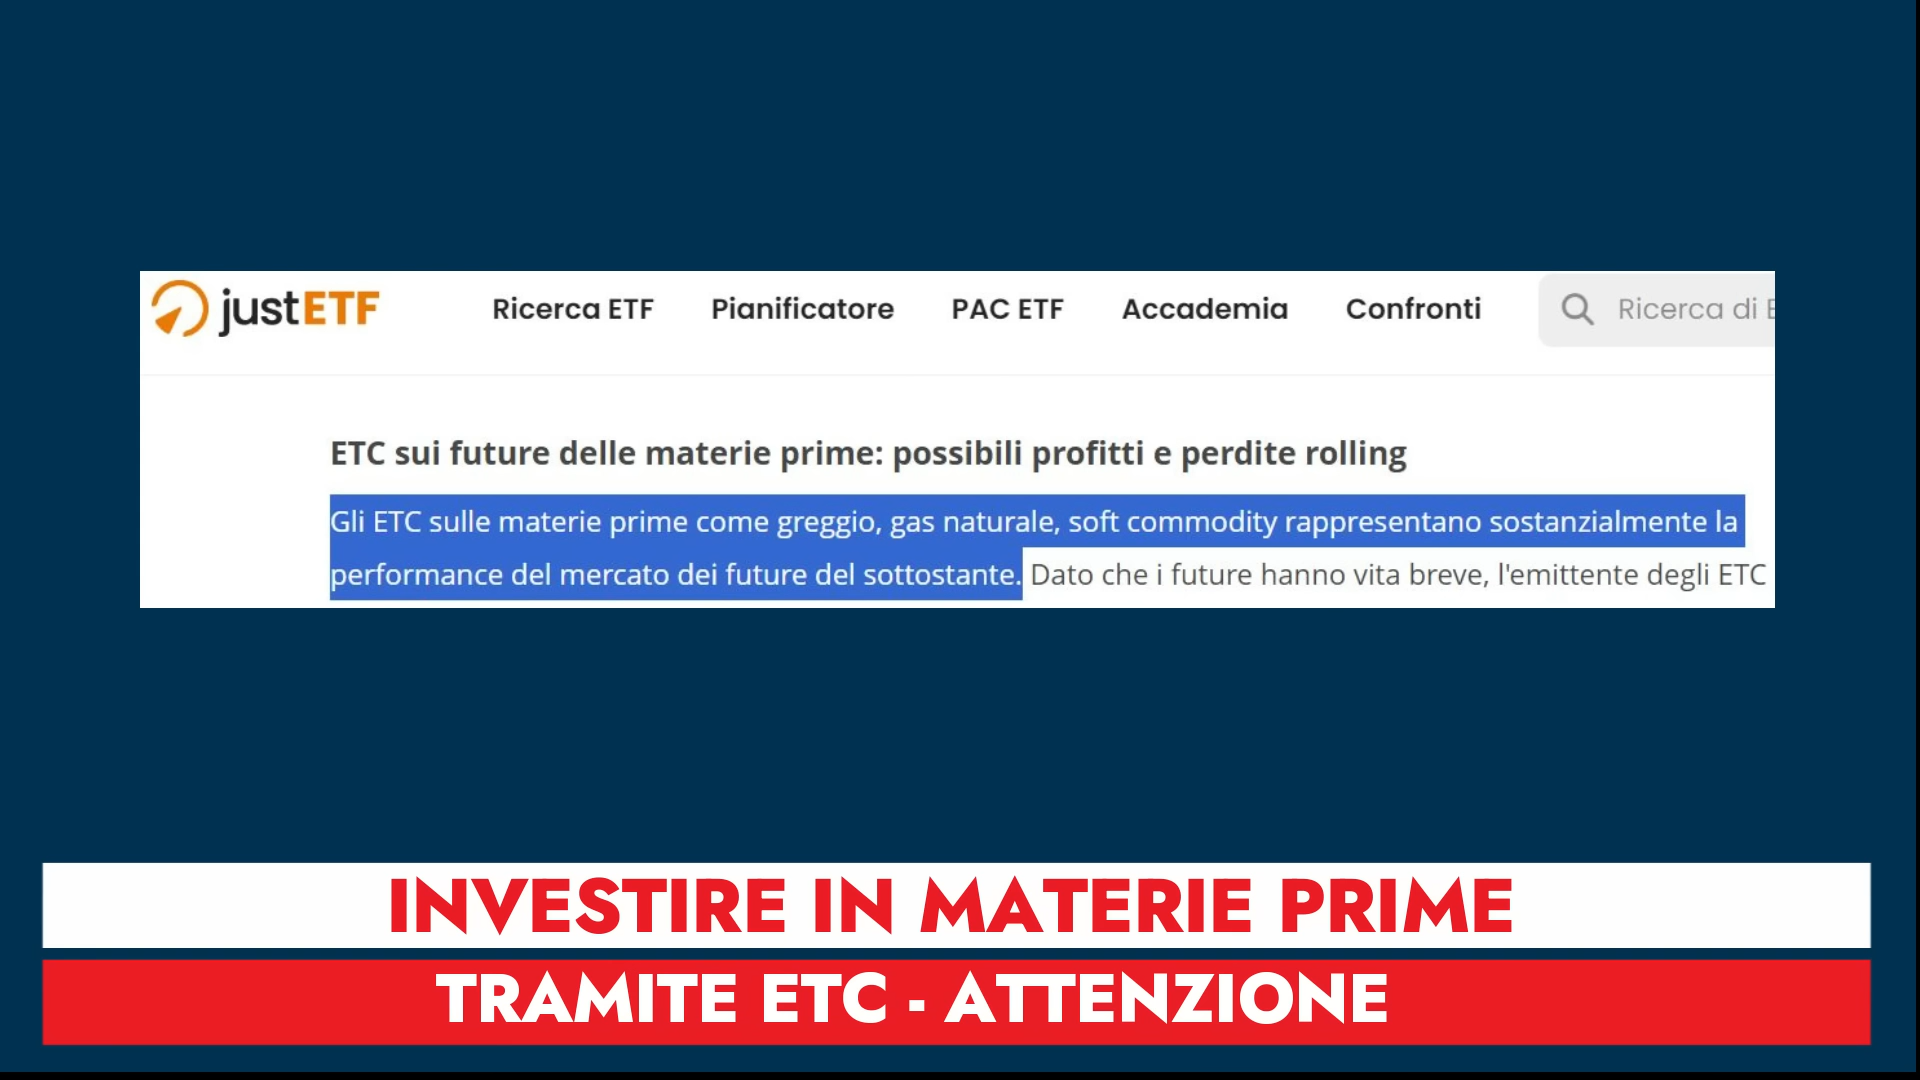 justETF Ricerca ETF Pianificatore PAC ETF Accademia Confronti Ricerca di
ETC sui future delle materie prime: possibili profitti e perdite rolling
Gli ETC sulle materie prime come greggio, gas naturale, soft commodity rappresentano sostanzialmente la
performance del mercato dei future del sottostante. Dato che i future hanno vita breve, l'emittente degli ETC
INVESTIRE IN MATERIE PRIME
TRAMITE ETC - ATTENZIONE